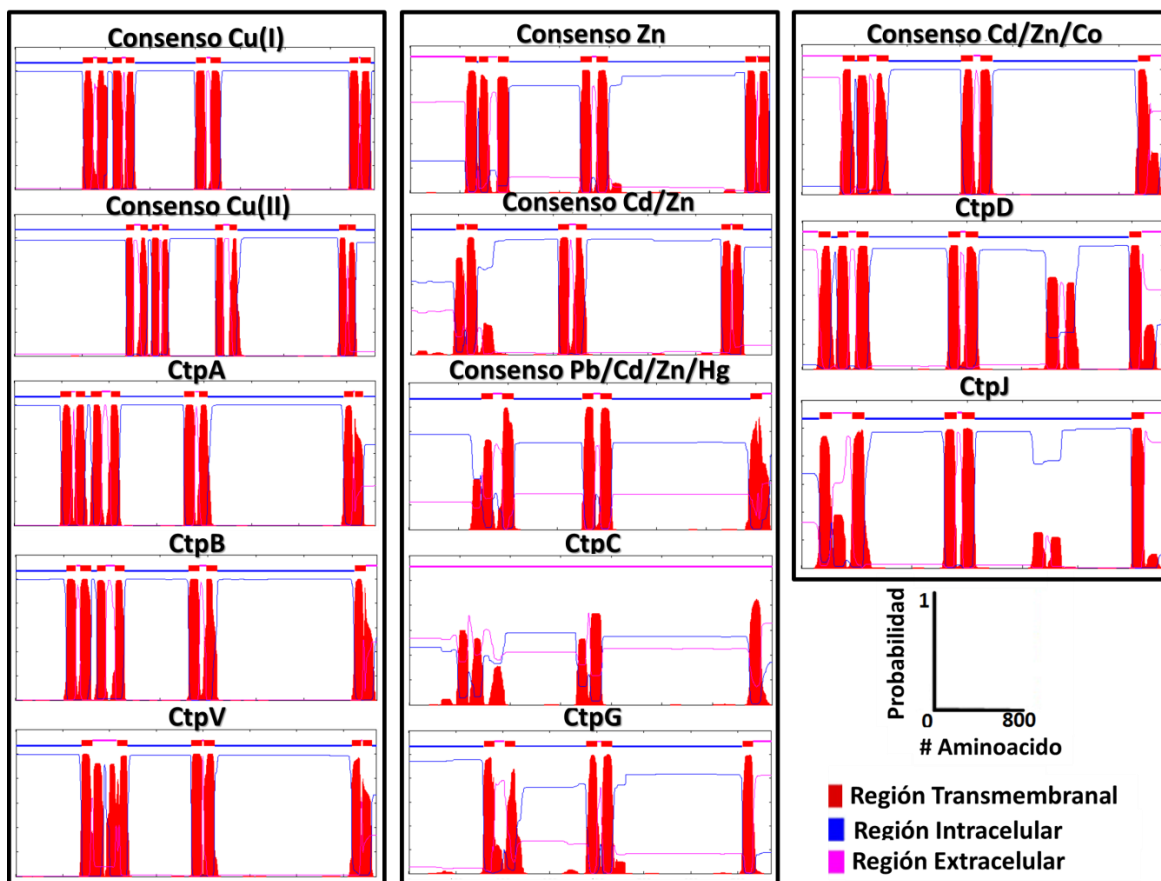 Consenso Cu(I)
Consenso Cu(II)
CtpA
CtpB
CtpV
Consenso Zn
Consenso Cd/Zn
Consenso Pb/Cd/Zn/Hg
CtpC
CtpG
Consenso Cd/Zn/Co
CtpD
CtpJ
1
Probabilidad
0 800
# Aminoacido
Región Transmembranal
Región Intracelular
Región Extracelular